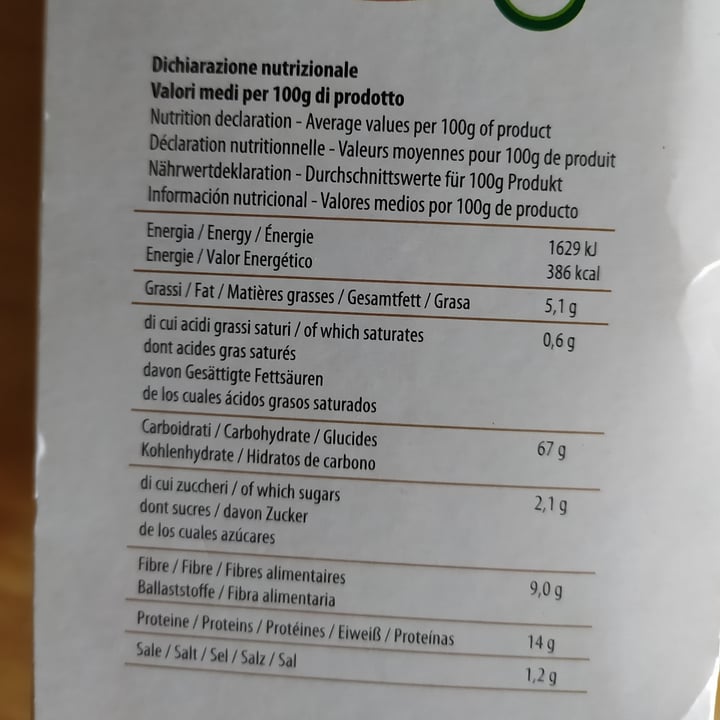 Dichiarazione nutrizionale
Valori medi per 100g di prodotto
Nutrition declaration - Average values per 100g of product
Déclaration nutritionnelle - Valeurs moyennes pour 100g de produit
Nährwertdeklaration - Durchschnittswerte für 100g Produkt
Información nutricional - Valores medios por 100g de producto
Energia / Energy / Énergie 1629 kJ
Energie / Valor Energético 386 kcal
Grassi / Fat / Matières grasses / Gesamtfett / Grasa 5,1 g
di cui acidi grassi saturi / of which saturates 0,6 g
dont acides gras saturés
davon Gesättigte Fettsäuren
de los cuales ácidos grasos saturados
Carboidrati / Carbohydrate / Glucides 67 g
Kohlenhydrate / Hidratos de carbono
di cui zuccheri / of which sugars 2,1 g
dont sucres / davon Zucker
de los cuales azúcares
Fibre / Fibre / Fibres alimentaires 9,0 g
Ballaststoffe / Fibra alimentaria
Proteine / Proteins / Protéines / Eiweiß / Proteínas 14 g
Sale / Salt / Sel / Salz / Sal 1,2 g